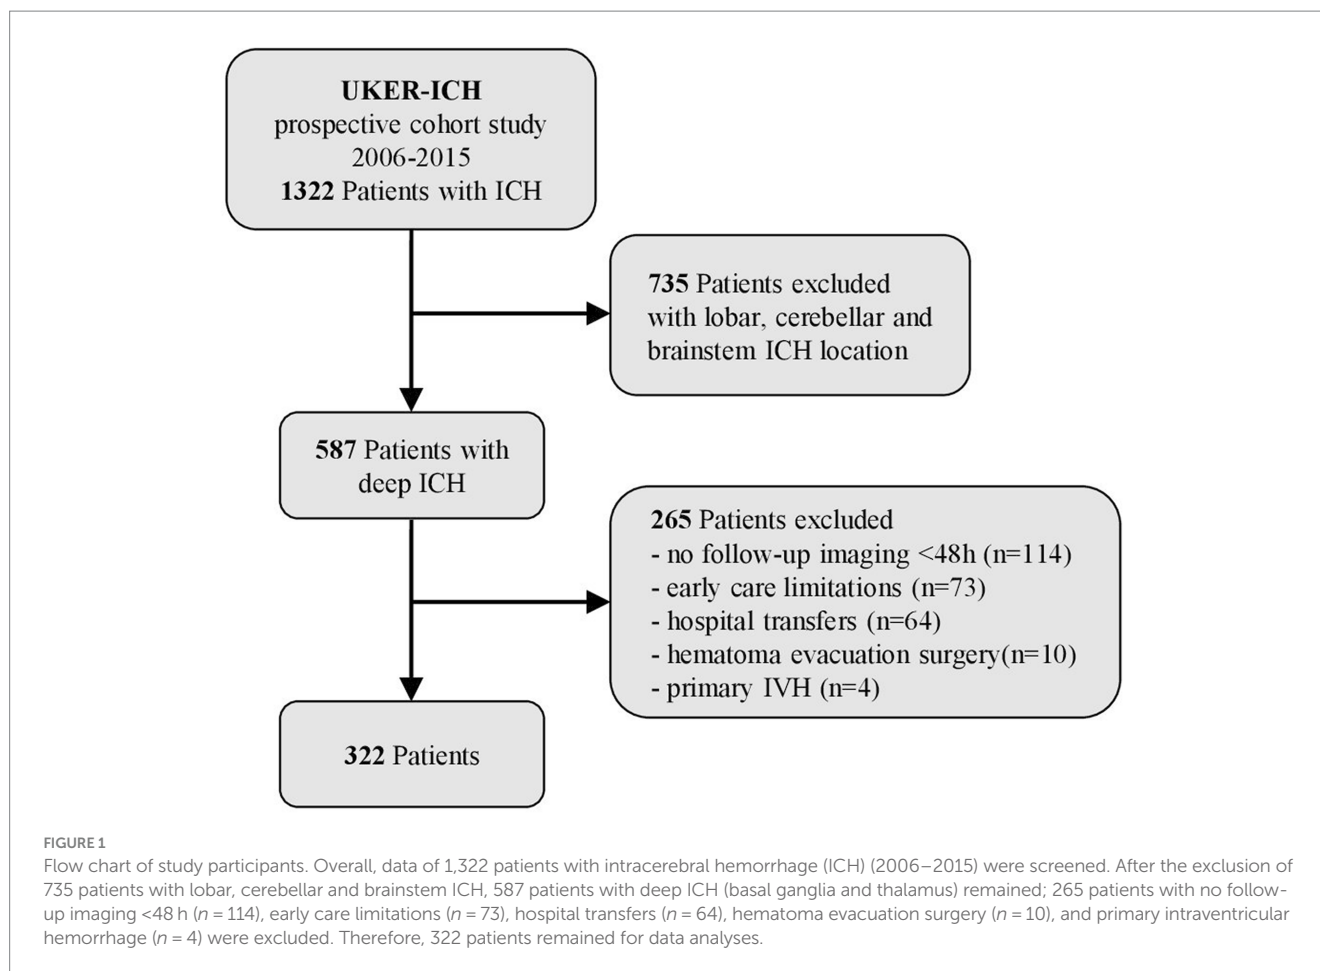 UKER-ICH
prospective cohort study
2006-2015
1322 Patients with ICH
735 Patients excluded
with lobar, cerebellar and
brainstem ICH location
587 Patients with
deep ICH
265 Patients excluded
- no follow-up imaging <48h (n=114)
- early care limitations (n=73)
- hospital transfers (n=64)
- hematoma evacuation surgery(n=10)
- primary IVH (n=4)
322 Patients
FIGURE 1
Flow chart of study participants. Overall, data of 1,322 patients with intracerebral hemorrhage (ICH) (2006–2015) were screened. After the exclusion of
735 patients with lobar, cerebellar and brainstem ICH, 587 patients with deep ICH (basal ganglia and thalamus) remained; 265 patients with no follow-
up imaging <48 h (n = 114), early care limitations (n = 73), hospital transfers (n = 64), hematoma evacuation surgery (n = 10), and primary intraventricular
hemorrhage (n = 4) were excluded. Therefore, 322 patients remained for data analyses.